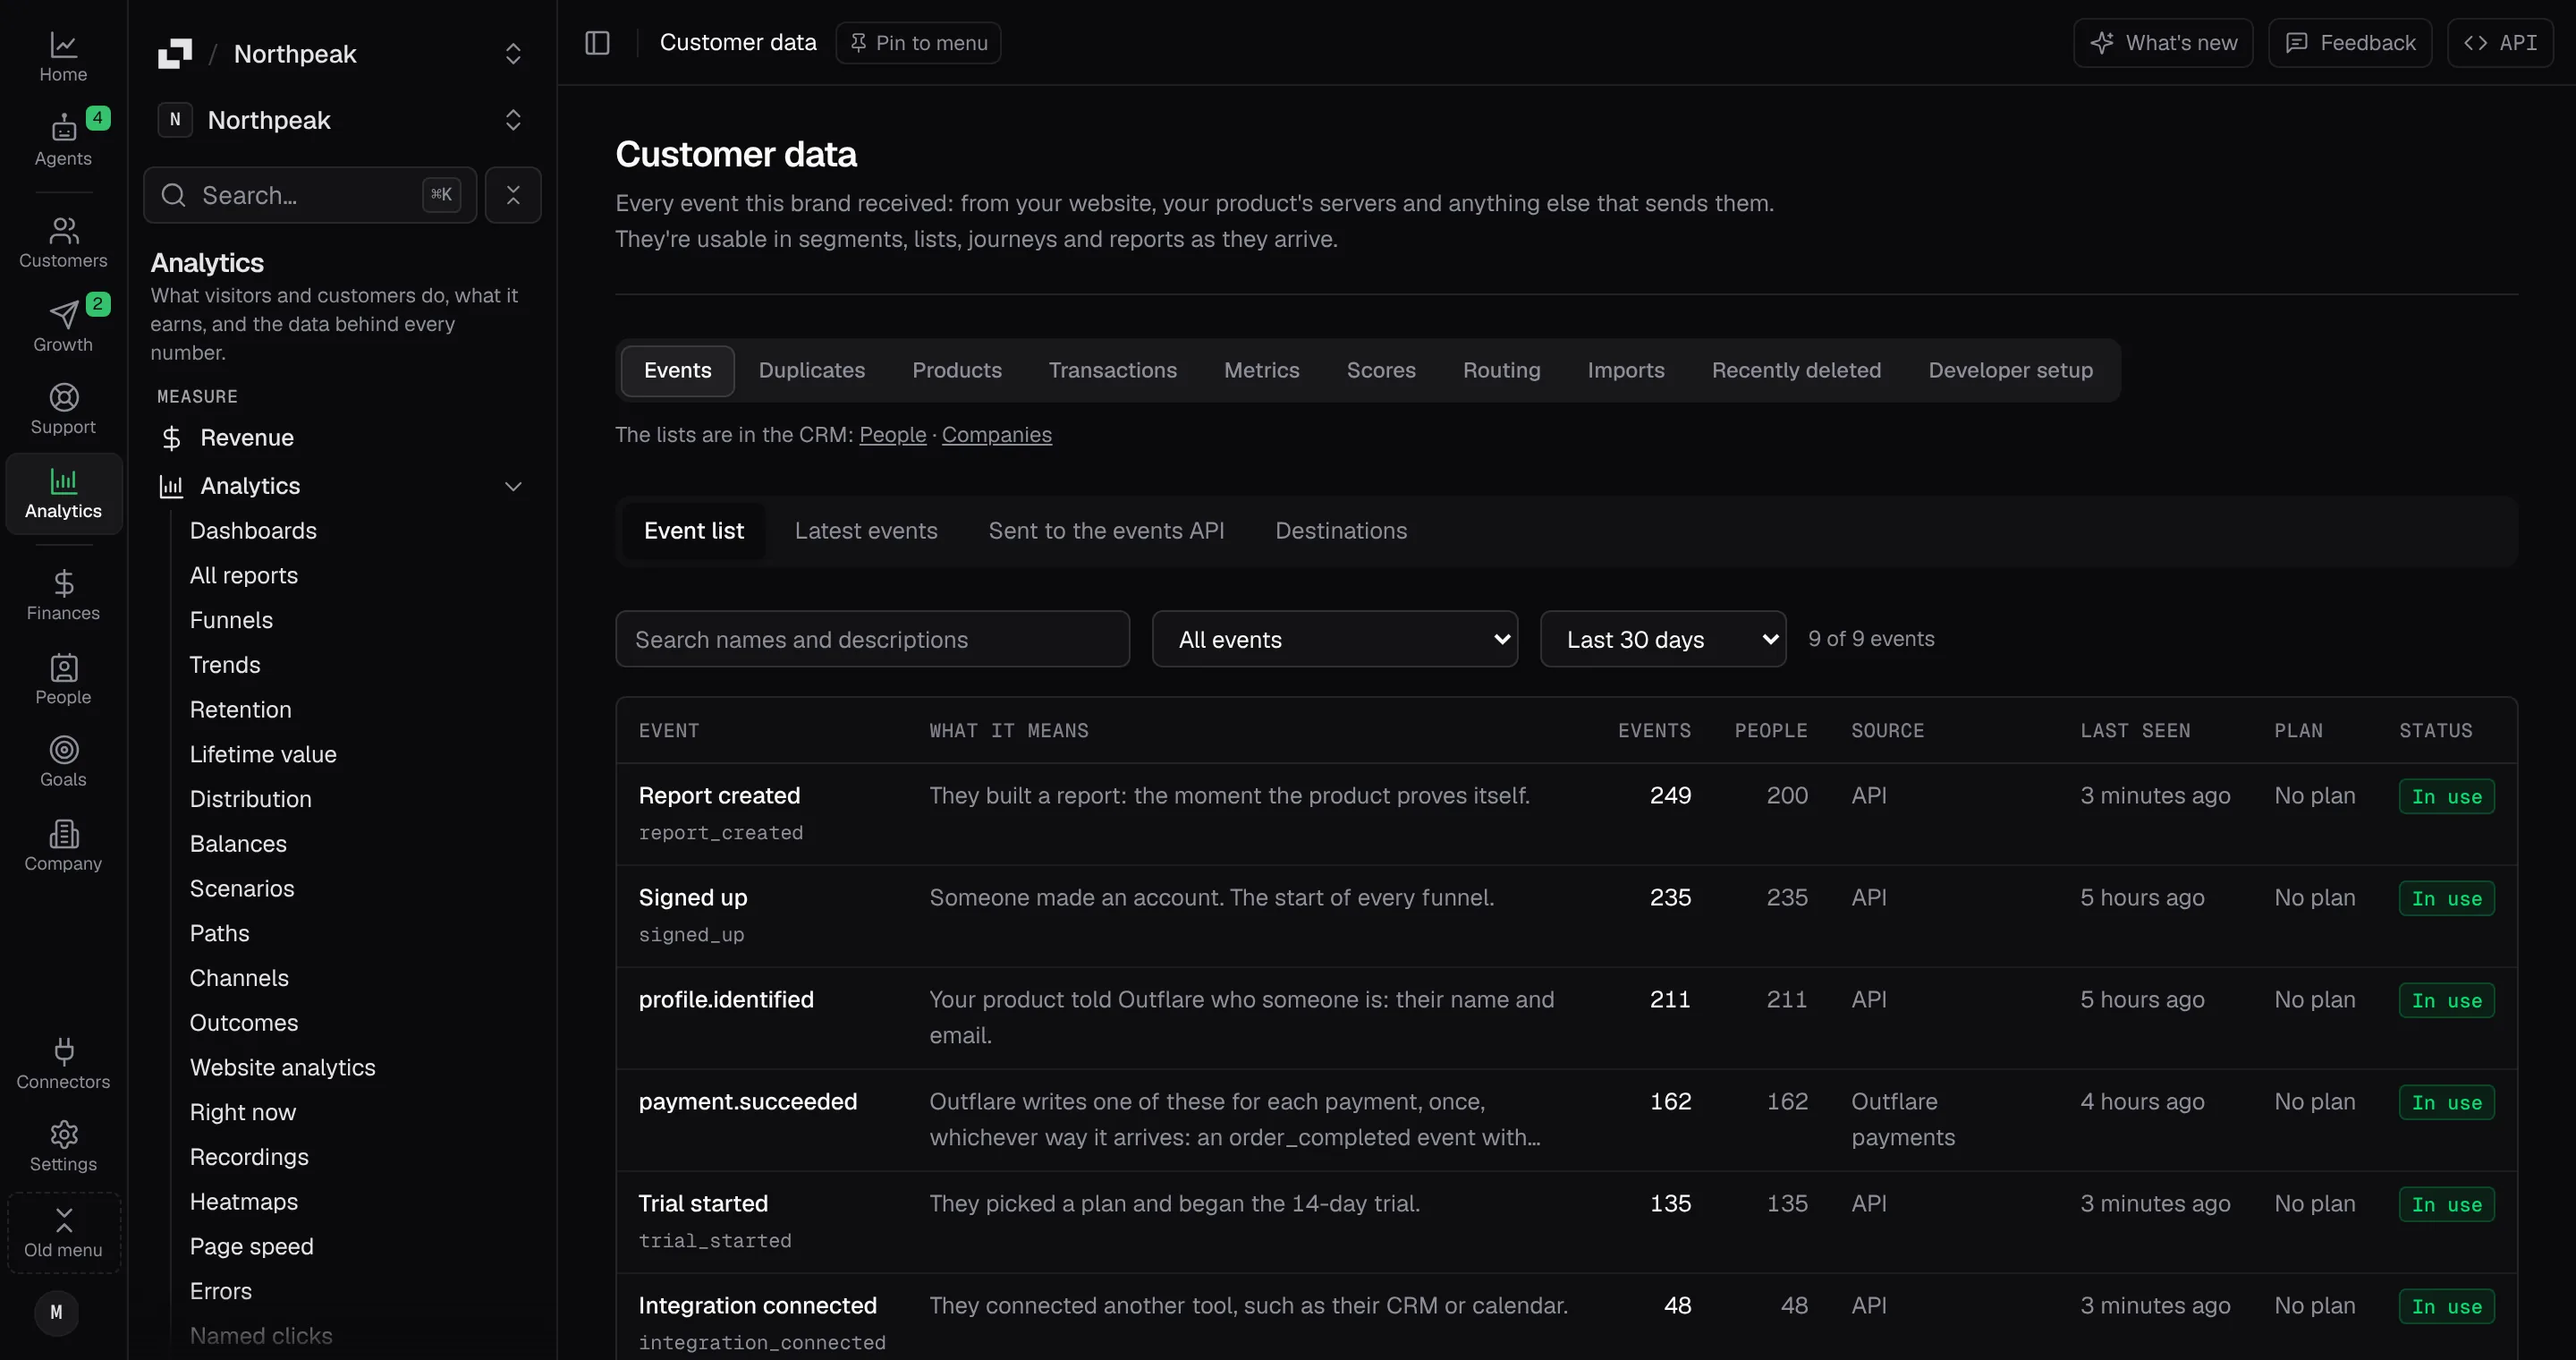 Home
4
Agents
Customers
2
Growth
Support
Analytics
Finances
People
Goals
Company
Connectors
Settings
Old menu
M
/ Northpeak
N Northpeak
Search... ⌘K
Analytics
What visitors and customers do, what it
earns, and the data behind every
number.
MEASURE
Revenue
Analytics
Dashboards
All reports
Funnels
Trends
Retention
Lifetime value
Distribution
Balances
Scenarios
Paths
Channels
Outcomes
Website analytics
Right now
Recordings
Heatmaps
Page speed
Errors
Named clicks
Customer data Pin to menu What's new Feedback API
Customer data
Every event this brand received: from your website, your product's servers and anything else that sends them.
They're usable in segments, lists, journeys and reports as they arrive.
Events Duplicates Products Transactions Metrics Scores Routing Imports Recently deleted Developer setup
The lists are in the CRM: People · Companies
Event list Latest events Sent to the events API Destinations
Search names and descriptions All events Last 30 days 9 of 9 events
EVENT WHAT IT MEANS EVENTS PEOPLE SOURCE LAST SEEN PLAN STATUS
Report created They built a report: the moment the product proves itself. 249 200 API 3 minutes ago No plan In use
report_created
Signed up Someone made an account. The start of every funnel. 235 235 API 5 hours ago No plan In use
signed_up
profile.identified Your product told Outflare who someone is: their name and 211 211 API 5 hours ago No plan In use
email.
payment.succeeded Outflare writes one of these for each payment, once, 162 162 Outflare 4 hours ago No plan In use
whichever way it arrives: an order_completed event with... payments
Trial started They picked a plan and began the 14-day trial. 135 135 API 3 minutes ago No plan In use
trial_started
Integration connected They connected another tool, such as their CRM or calendar. 48 48 API 3 minutes ago No plan In use
integration_connected